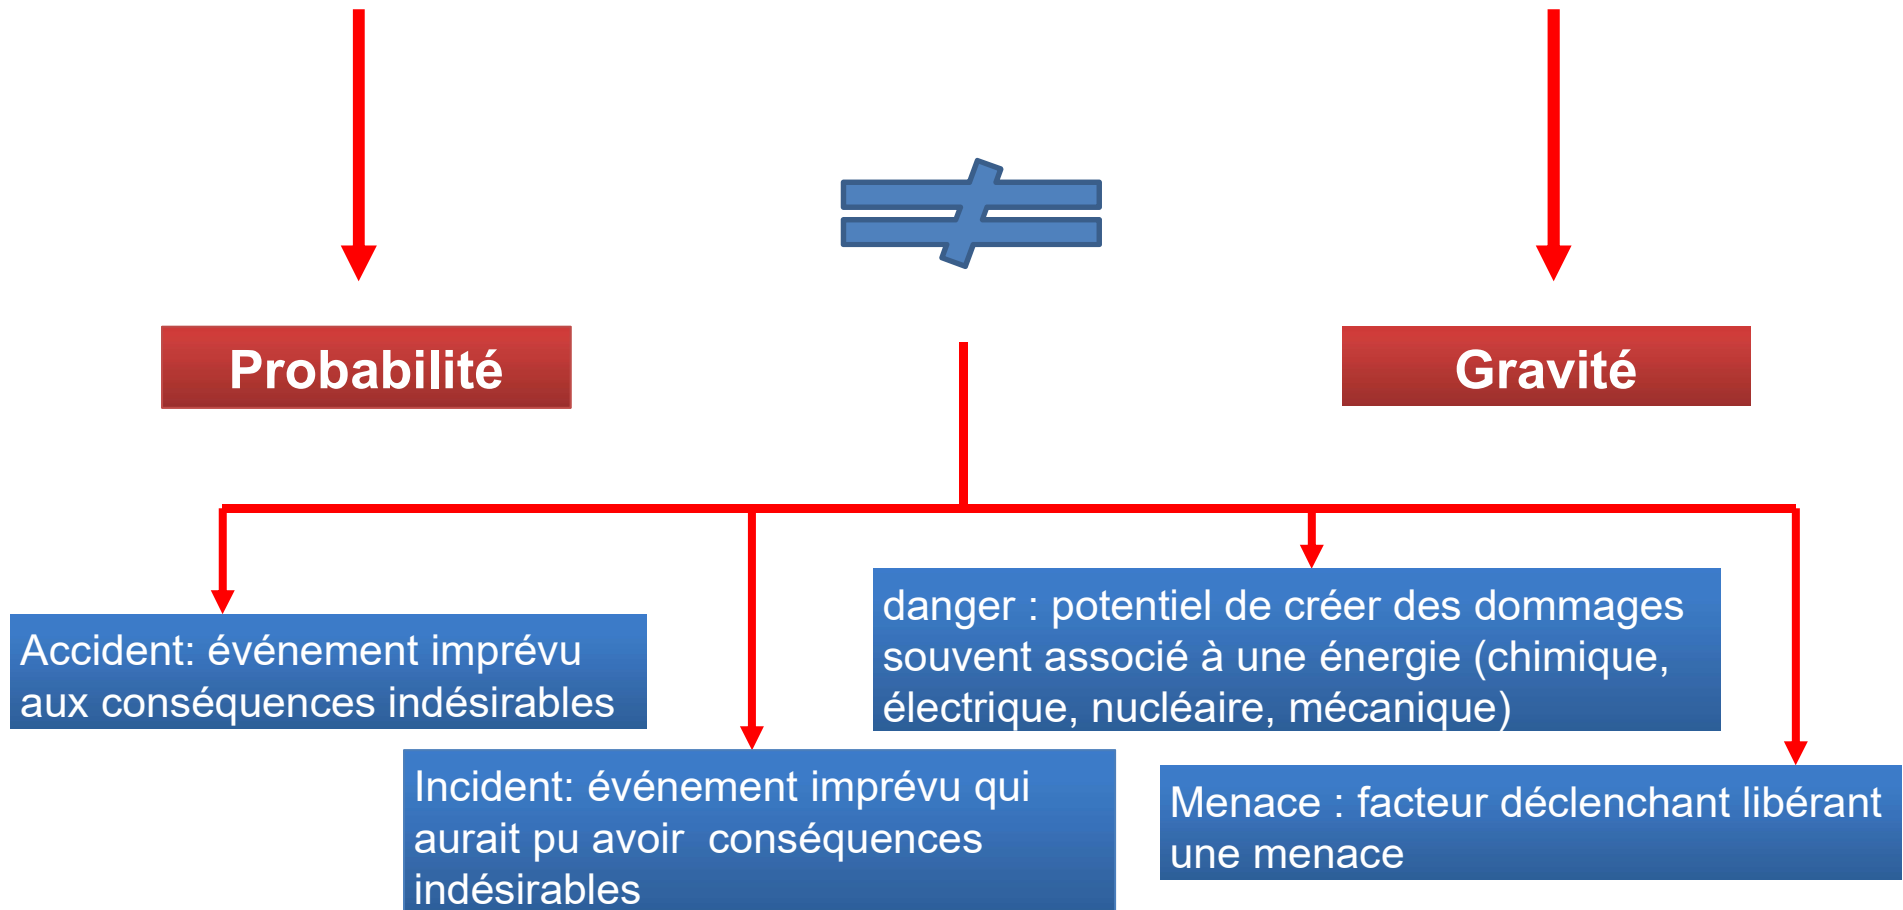 Probabilité
Gravité
Accident: événement imprévu
aux conséquences indésirables
danger : potentiel de créer des dommages
souvent associé à une énergie (chimique,
électrique, nucléaire, mécanique)
Incident: événement imprévu qui
aurait pu avoir  conséquences
indésirables
Menace : facteur déclenchant libérant
une menace